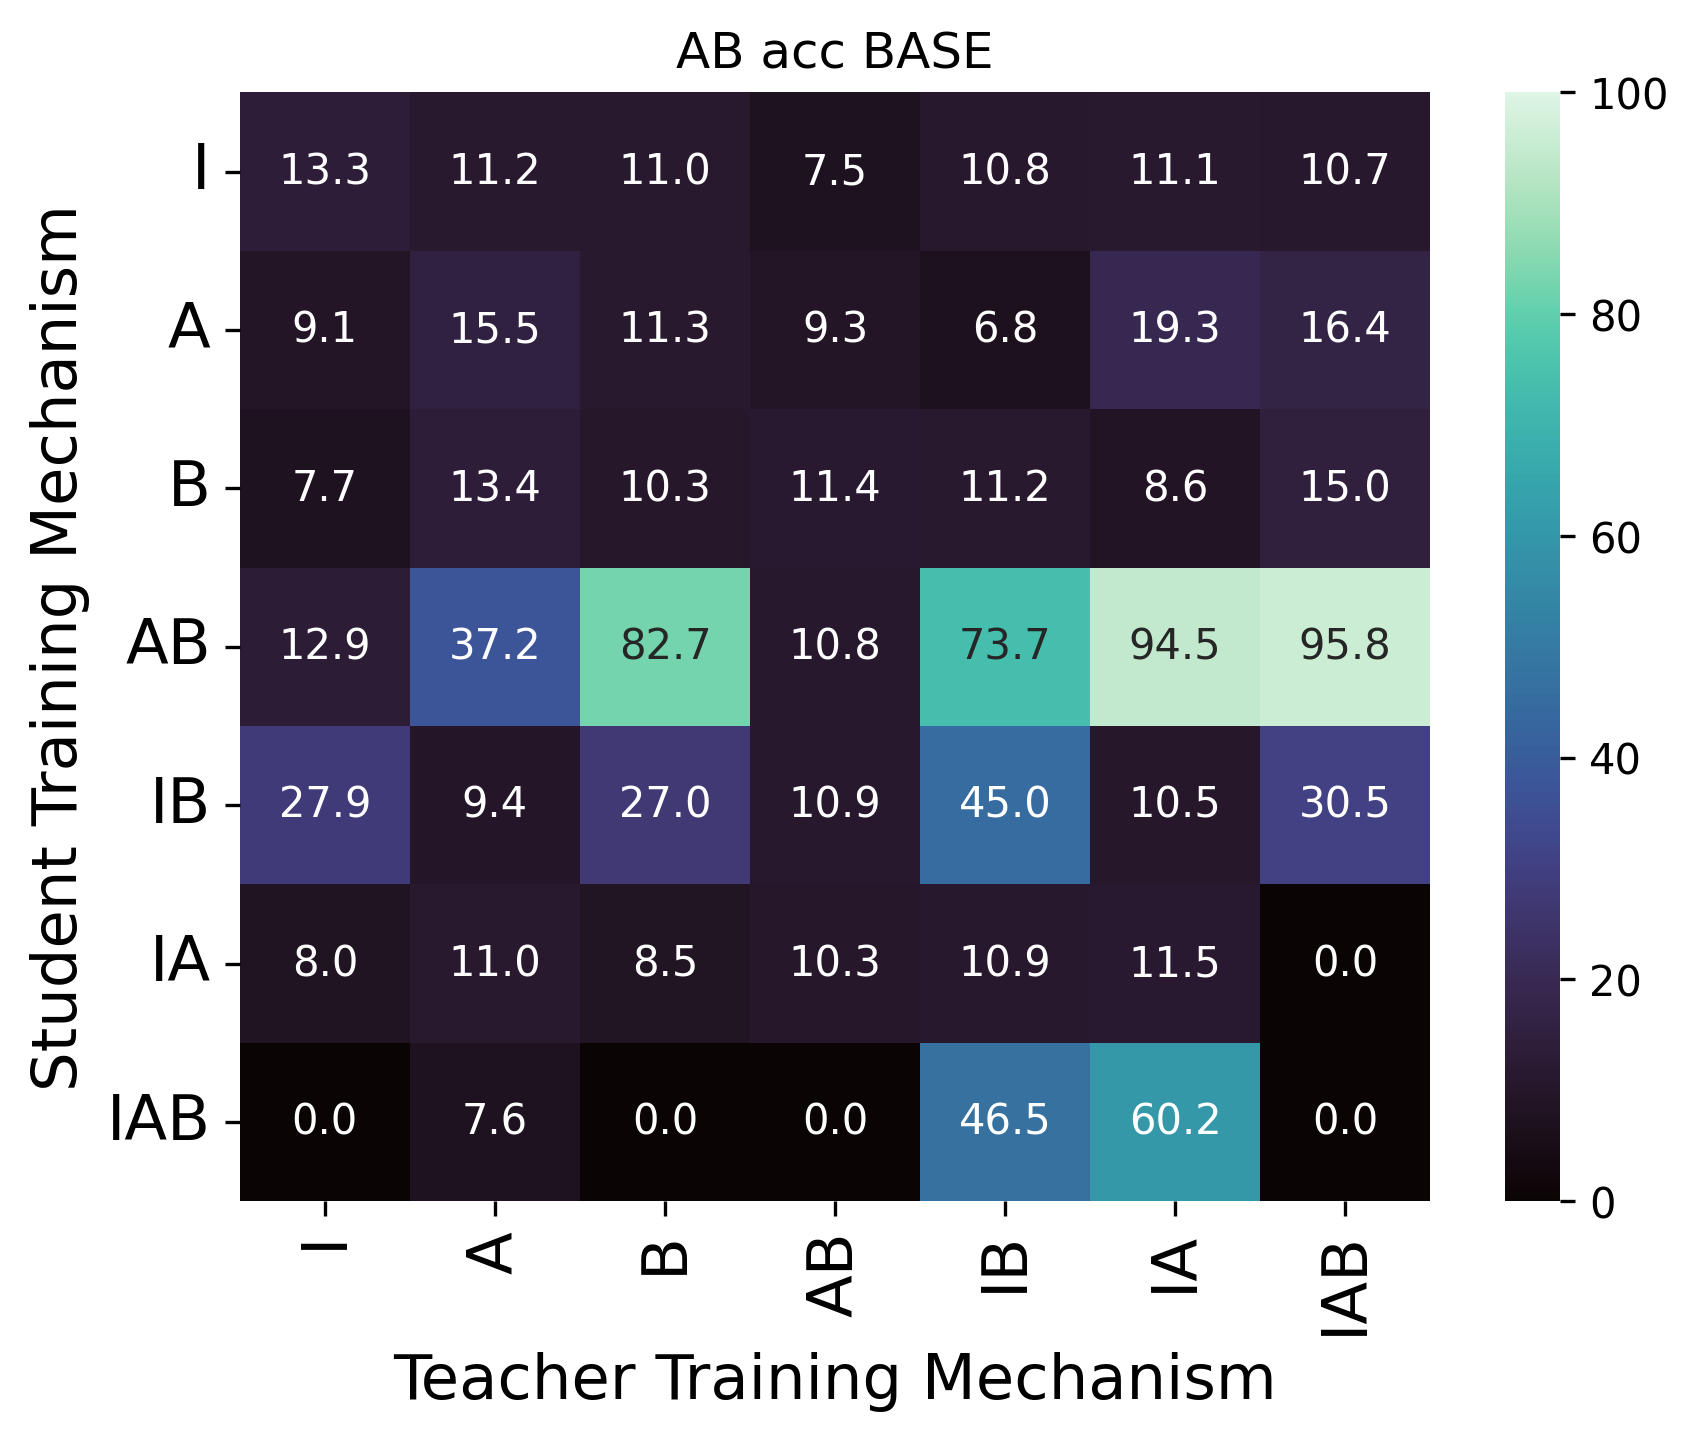 AB acc BASE
Student Training Mechanism
I 13.3 11.2 11.0 7.5 10.8 11.1 10.7
A 9.1 15.5 11.3 9.3 6.8 19.3 16.4
B 7.7 13.4 10.3 11.4 11.2 8.6 15.0
AB 12.9 37.2 82.7 10.8 73.7 94.5 95.8
IB 27.9 9.4 27.0 10.9 45.0 10.5 30.5
IA 8.0 11.0 8.5 10.3 10.9 11.5 0.0
IAB 0.0 7.6 0.0 0.0 46.5 60.2 0.0
I A B AB IB IA IAB
Teacher Training Mechanism
100
80
60
40
20
0